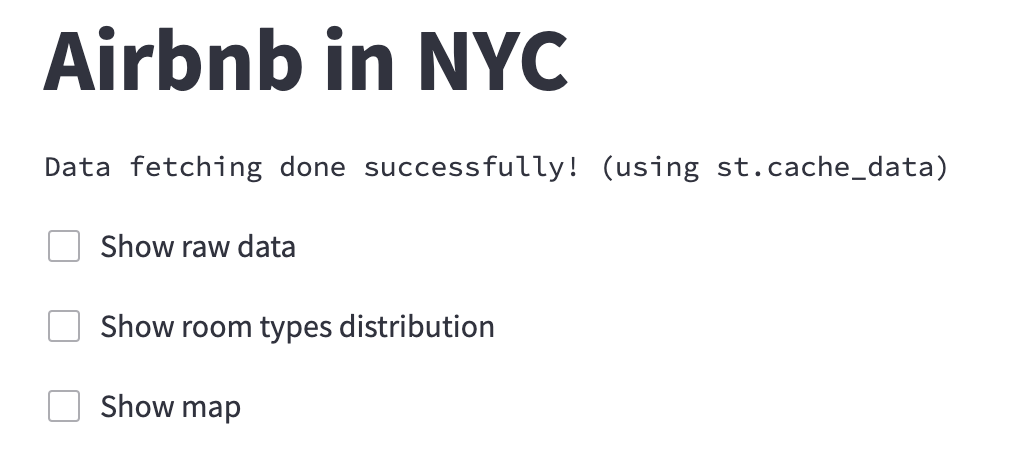 Airbnb in NYC
Data fetching done successfully! (using st.cache_data)
Show raw data
Show room types distribution
Show map